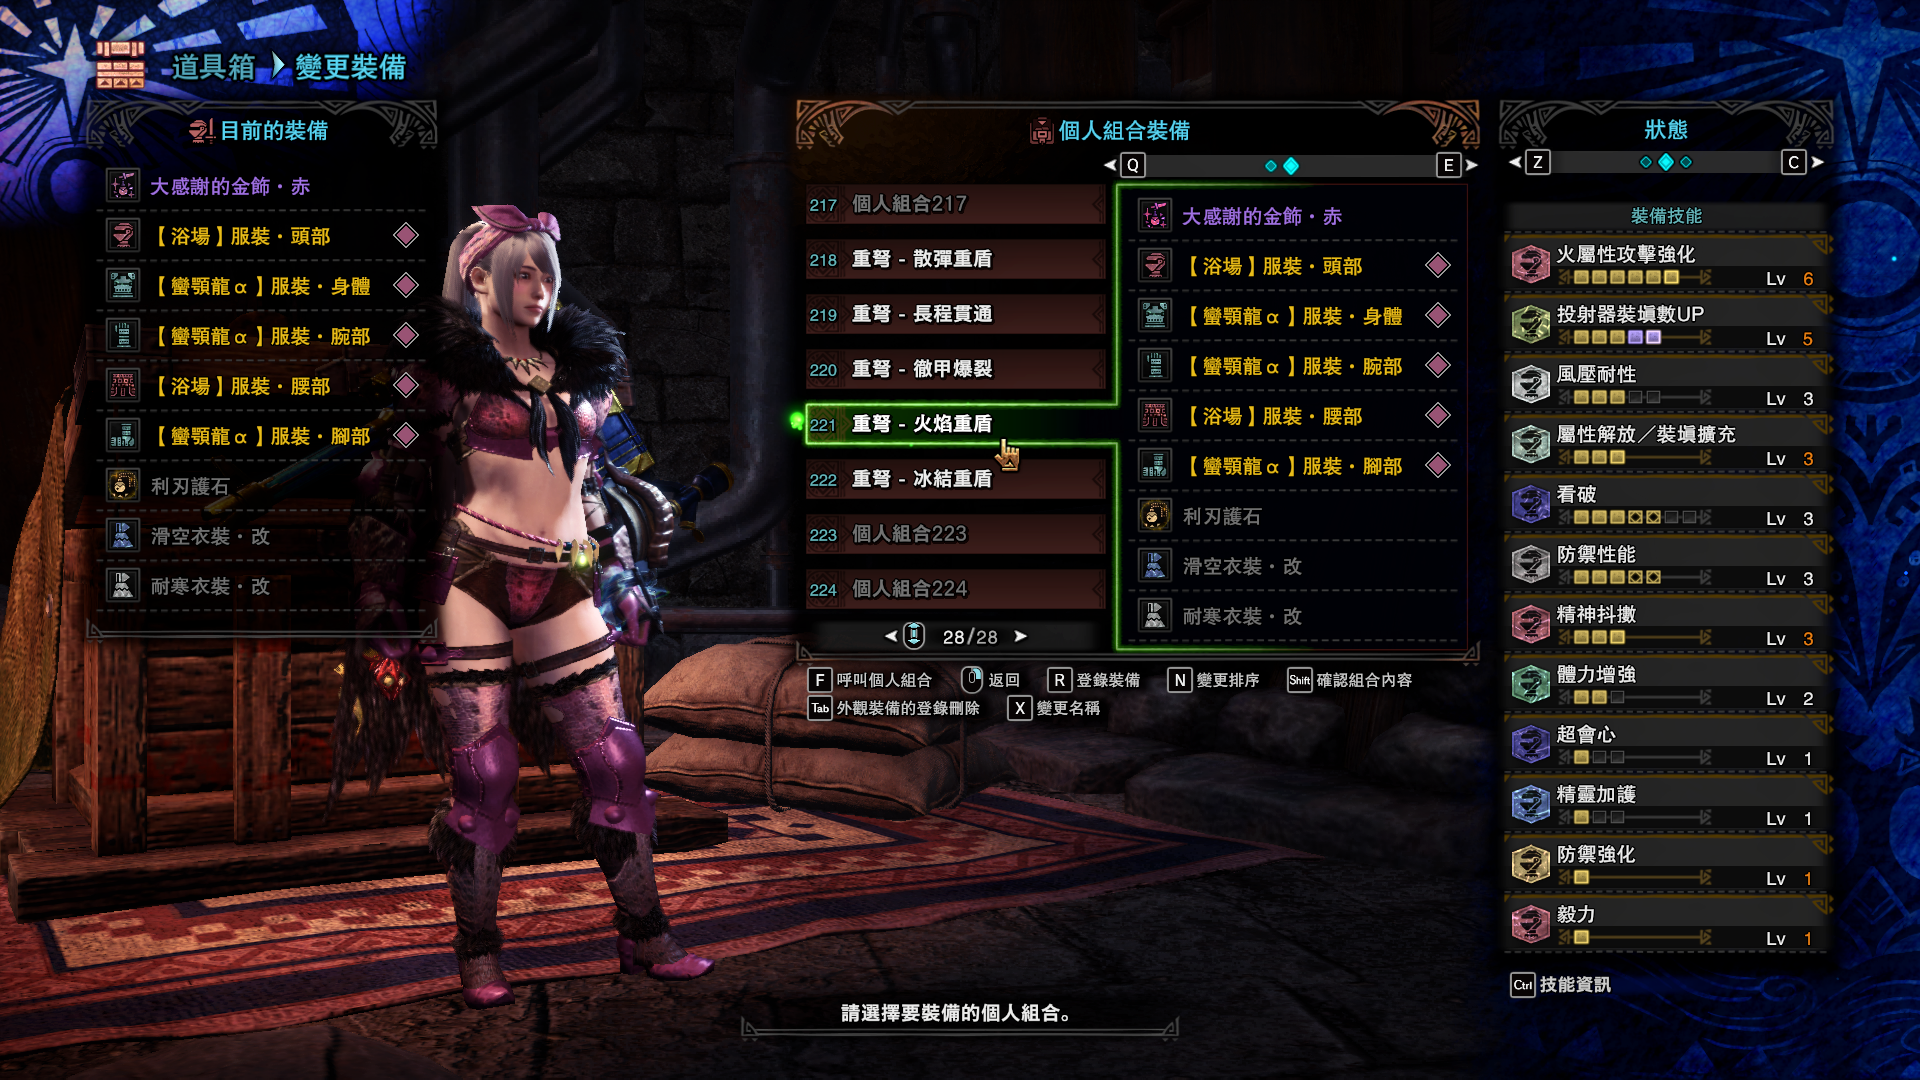 道具箱 變更裝備
目前的裝備
大感謝的金飾・赤
【浴場】服裝・頭部
【蠻顎龍α】服裝・身體
【蠻顎龍α】服裝・腕部
【浴場】服裝・腰部
【蠻顎龍α】服裝・腳部
利刃護石
滑空衣裝・改
耐寒衣裝・改
個人組合裝備
Q E
217 個人組合217
218 重弩 - 散彈重盾
219 重弩 - 長程貫通
220 重弩 - 徹甲爆裂
221 重弩 - 火焰重盾
222 重弩 - 冰結重盾
223 個人組合223
224 個人組合224
28/28
大感謝的金飾・赤
【浴場】服裝・頭部
【蠻顎龍α】服裝・身體
【蠻顎龍α】服裝・腕部
【浴場】服裝・腰部
【蠻顎龍α】服裝・腳部
利刃護石
滑空衣裝・改
耐寒衣裝・改
F 呼叫個人組合 返回 R 登錄裝備 N 變更排序 Shift 確認組合內容
Tab 外觀裝備的登錄刪除 X 變更名稱
狀態
Z C
裝備技能
火屬性攻擊強化
Lv 6
投射器裝填數UP
Lv 5
風壓耐性
Lv 3
屬性解放／裝填擴充
Lv 3
看破
Lv 3
防禦性能
Lv 3
精神抖擻
Lv 3
體力增強
Lv 2
超會心
Lv 1
精靈加護
Lv 1
防禦強化
Lv 1
毅力
Lv 1
Ctrl 技能資訊
請選擇要裝備的個人組合。